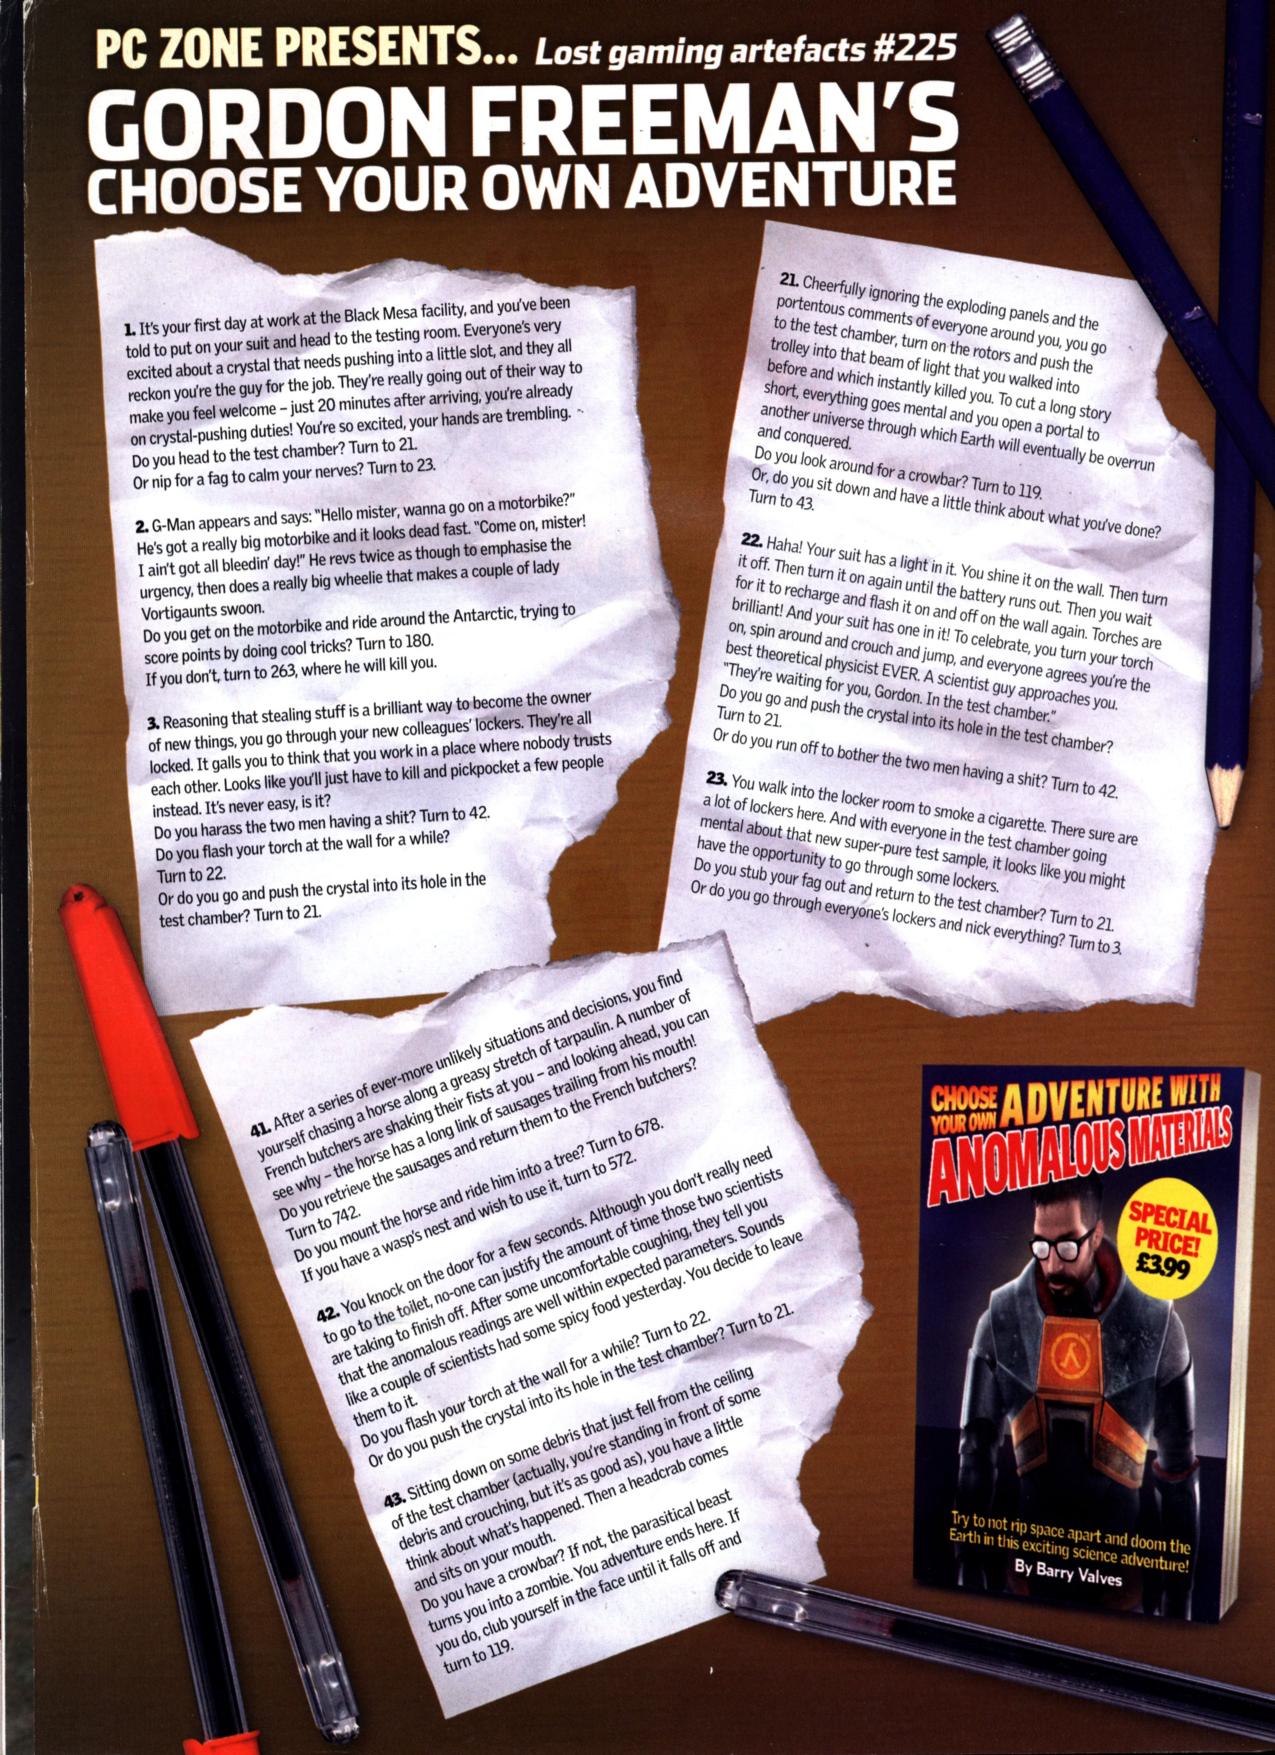 PC ZONE PRESENTS... Lost gaming artefacts #225
GORDON FREEMAN'S
CHOOSE YOUR OWN ADVENTURE
1. It's your first day at work at the Black Mesa facility, and you've been
told to put on your suit and head to the testing room. Everyone's very
excited about a crystal that needs pushing into a little slot, and they all
reckon you're the guy for the job. They're really going out of their way to
make you feel welcome – just 20 minutes after arriving, you're already
on crystal-pushing duties! You're so excited, your hands are trembling.
Do you head to the test chamber? Turn to 21.
Or nip for a fag to calm your nerves? Turn to 23.
2. G-Man appears and says: "Hello mister, wanna go on a motorbike?"
He's got a really big motorbike and it looks dead fast. "Come on, mister!
I ain't got all bleedin' day!" He revs twice as though to emphasise the
urgency, then does a really big wheelie that makes a couple of lady
Vortigaunts swoon.
Do you get on the motorbike and ride around the Antarctic, trying to
score points by doing cool tricks? Turn to 180.
If you don't, turn to 263, where he will kill you.
3. Reasoning that stealing stuff is a brilliant way to become the owner
of new things, you go through your new colleagues' lockers. They're all
locked. It galls you to think that you work in a place where nobody trusts
each other. Looks like you'll just have to kill and pickpocket a few people
instead. It's never easy, is it?
Do you harass the two men having a shit? Turn to 42.
Do you flash your torch at the wall for a while?
Turn to 22.
Or do you go and push the crystal into its hole in the
test chamber? Turn to 21.
21. Cheerfully ignoring the exploding panels and the
portentous comments of everyone around you, you go
to the test chamber, turn on the rotors and push the
trolley into that beam of light that you walked into
before and which instantly killed you. To cut a long story
short, everything goes mental and you open a portal to
another universe through which Earth will eventually be overrun
and conquered.
Do you look around for a crowbar? Turn to 119.
Or, do you sit down and have a little think about what you've done?
Turn to 43.
22. Haha! Your suit has a light in it. You shine it on the wall. Then turn
it off. Then turn it on again until the battery runs out. Then you wait
for it to recharge and flash it on and off on the wall again. Torches are
brilliant! And your suit has one in it! To celebrate, you turn your torch
on, spin around and crouch and jump, and everyone agrees you're the
best theoretical physicist EVER. A scientist guy approaches you.
"They're waiting for you, Gordon. In the test chamber."
Do you go and push the crystal into its hole in the test chamber?
Turn to 21.
Or do you run off to bother the two men having a shit? Turn to 42.
23. You walk into the locker room to smoke a cigarette. There sure are
a lot of lockers here. And with everyone in the test chamber going
mental about that new super-pure test sample, it looks like you might
have the opportunity to go through some lockers.
Do you stub your fag out and return to the test chamber? Turn to 21.
Or do you go through everyone's lockers and nick everything? Turn to 3.
41. After a series of ever-more unlikely situations and decisions, you find
yourself chasing a horse along a greasy stretch of tarpaulin. A number of
French butchers are shaking their fists at you – and looking ahead, you can
see why – the horse has a long link of sausages trailing from his mouth!
Do you retrieve the sausages and return them to the French butchers?
Turn to 742.
Do you mount the horse and ride him into a tree? Turn to 678.
If you have a wasp's nest and wish to use it, turn to 572.
42. You knock on the door for a few seconds. Although you don't really need
to go to the toilet, no-one can justify the amount of time those two scientists
are taking to finish off. After some uncomfortable coughing, they tell you
that the anomalous readings are well within expected parameters. Sounds
like a couple of scientists had some spicy food yesterday. You decide to leave
them to it.
Do you flash your torch at the wall for a while? Turn to 22.
Or do you push the crystal into its hole in the test chamber? Turn to 21.
43. Sitting down on some debris that just fell from the ceiling
of the test chamber (actually, you're standing in front of some
debris and crouching, but it's as good as), you have a little
think about what's happened. Then a headcrab comes
and sits on your mouth.
Do you have a crowbar? If not, the parasitical beast
turns you into a zombie. You adventure ends here. If
you do, club yourself in the face until it falls off and
turn to 119.
CHOOSE
YOUR OWN ADVENTURE WITH
ANOMALOUS MATERIALS
SPECIAL
PRICE!
£3.99
Try to not rip space apart and doom the
Earth in this exciting science adventure!
By Barry Valves